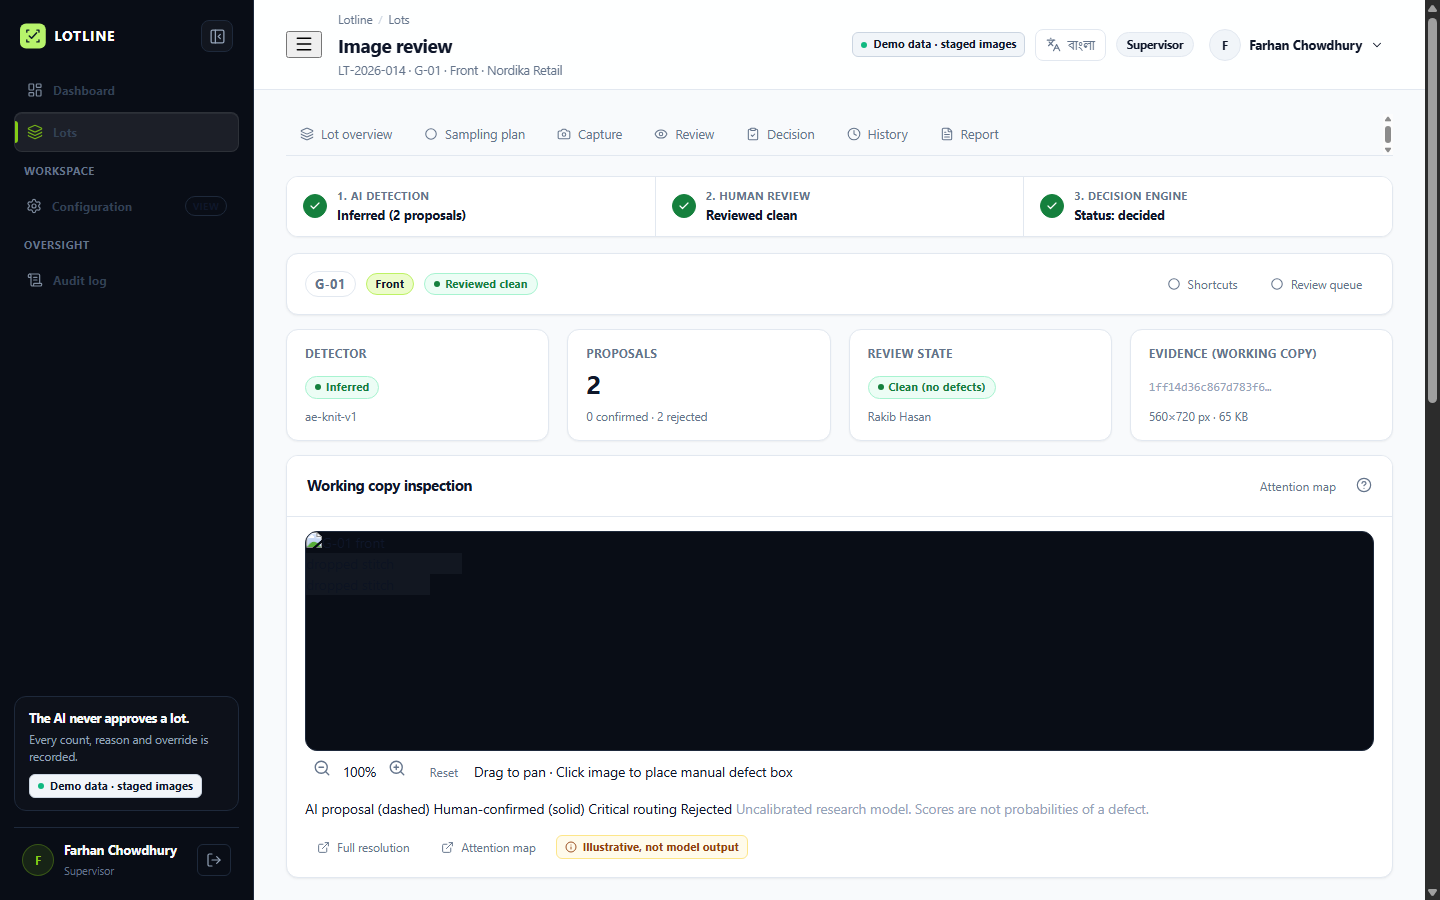 LOTLINE
Dashboard
Lots
WORKSPACE
Configuration
VIEW
OVERSIGHT
Audit log
The AI never approves a lot.
Every count, reason and override is
recorded.
Demo data · staged images
F
Farhan Chowdhury
Supervisor
Lotline / Lots
Image review
LT-2026-014 · G-01 · Front · Nordika Retail
Demo data · staged images
বাংলা
Supervisor
F
Farhan Chowdhury
Lot overview
Sampling plan
Capture
Review
Decision
History
Report
1. AI DETECTION
Inferred (2 proposals)
2. HUMAN REVIEW
Reviewed clean
3. DECISION ENGINE
Status: decided
G-01
Front
Reviewed clean
Shortcuts
Review queue
DETECTOR
Inferred
ae-knit-v1
PROPOSALS
2
0 confirmed · 2 rejected
REVIEW STATE
Clean (no defects)
Rakib Hasan
EVIDENCE (WORKING COPY)
1ff14d36c867d783f6…
560×720 px · 65 KB
Working copy inspection
Attention map
G-01 front
100%
Reset
Drag to pan · Click image to place manual defect box
AI proposal (dashed) Human-confirmed (solid) Critical routing Rejected Uncalibrated research model. Scores are not probabilities of a defect.
Full resolution
Attention map
Illustrative, not model output